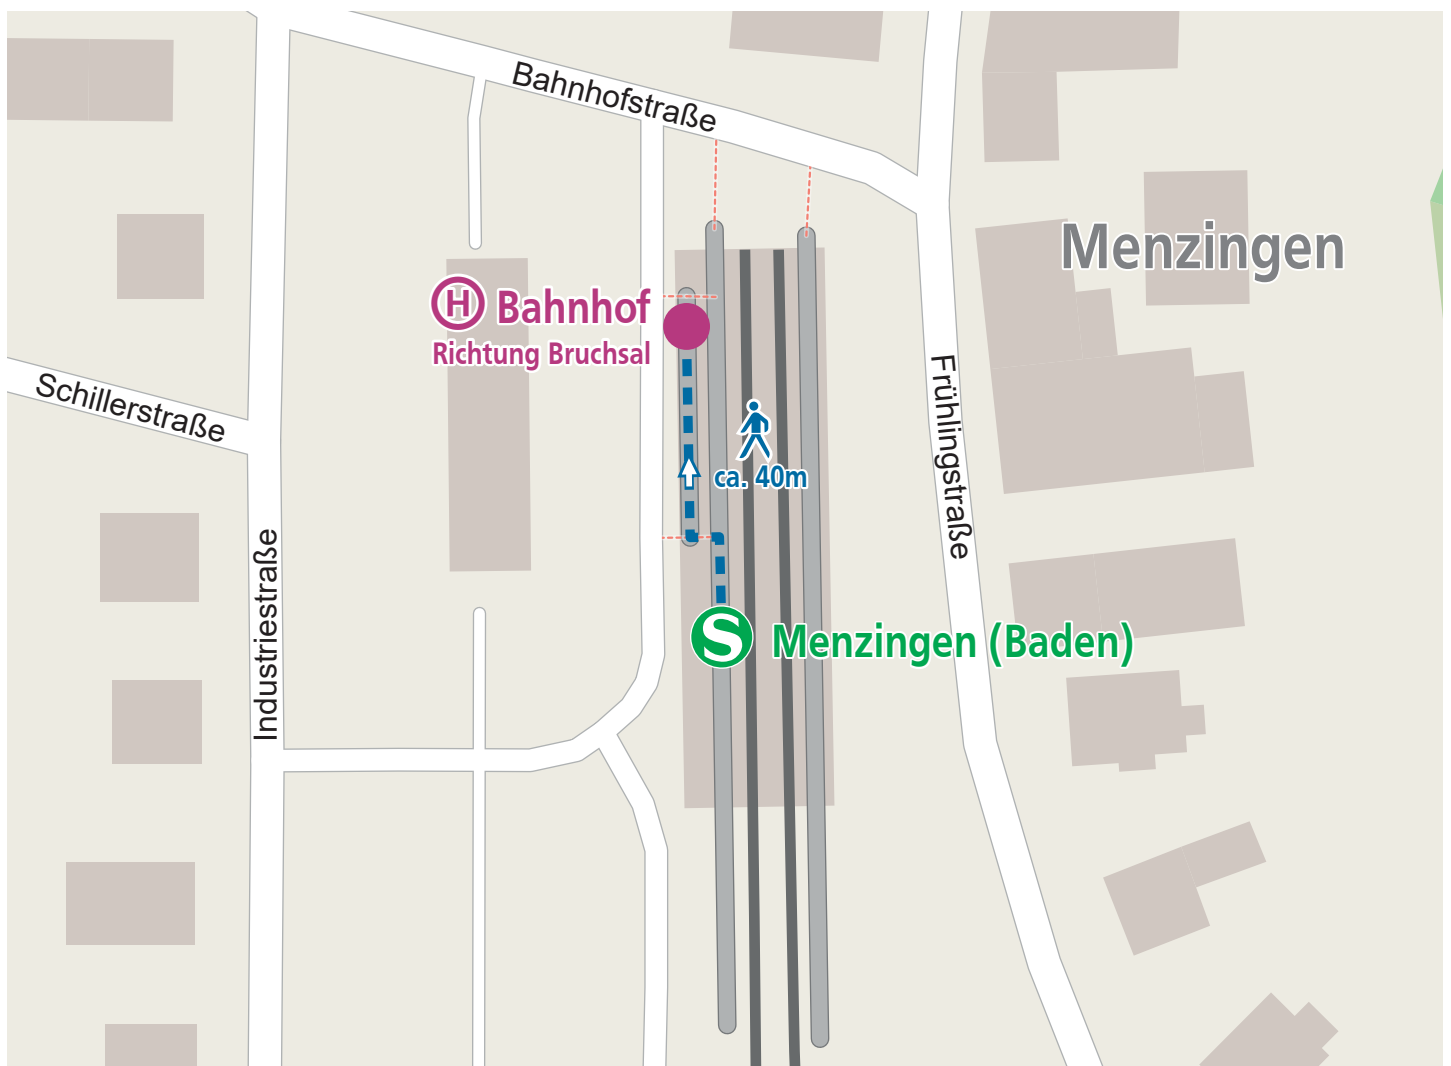 Bahnhofstraße
Menzingen
H Bahnhof
Richtung Bruchsal
Schillerstraße
Frühlingstraße
ca. 40m
Industriestraße
S Menzingen (Baden)